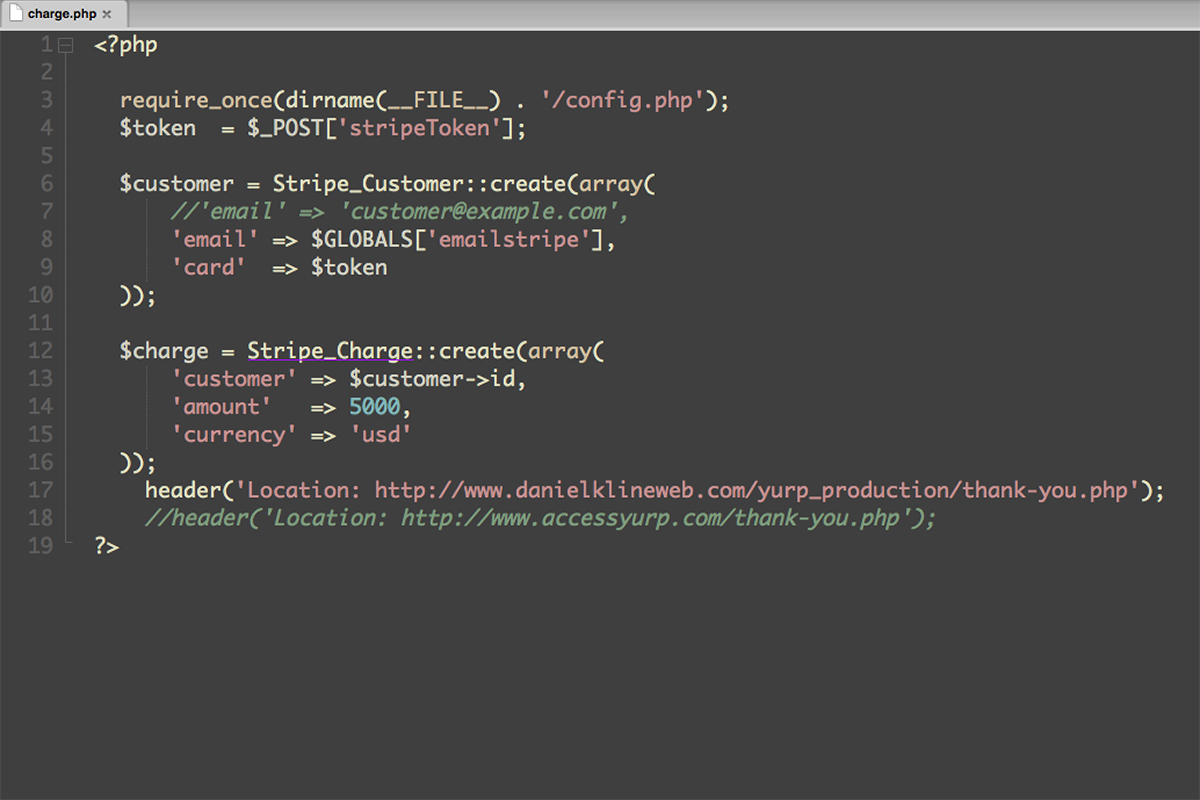 charge.php ×
1 <?php
2
3 require_once(dirname(__FILE__) . '/config.php');
4 $token  = $_POST['stripeToken'];
5
6 $customer = Stripe_Customer::create(array(
7     //'email' => 'customer@example.com',
8     'email' => $GLOBALS['emailstripe'],
9     'card'  => $token
10 ));
11
12 $charge = Stripe_Charge::create(array(
13     'customer' => $customer->id,
14     'amount'   => 5000,
15     'currency' => 'usd'
16 ));
17   header('Location: http://www.danielklineweb.com/yurp_production/thank-you.php');
18   //header('Location: http://www.accessyurp.com/thank-you.php');
19 ?>